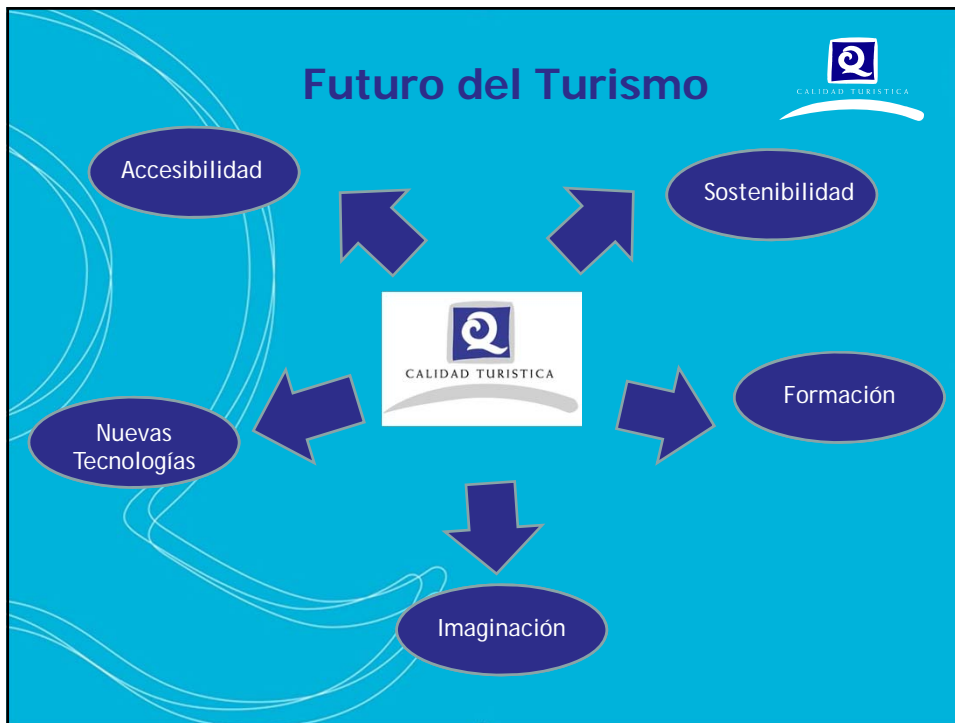 Futuro del Turismo
Q
CALIDAD TURISTICA
Accesibilidad
Sostenibilidad
Q
CALIDAD TURISTICA
Formación
Nuevas
Tecnologías
Imaginación